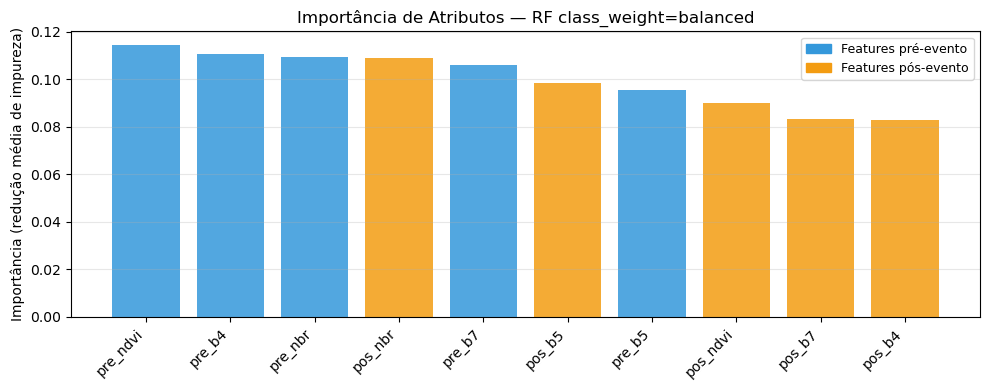 Importância de Atributos — RF class_weight=balanced
Importância (redução média de impureza)
0.12
0.10
0.08
0.06
0.04
0.02
0.00
Features pré-evento
Features pós-evento
pre_ndvi
pre_b4
pre_nbr
pos_nbr
pre_b7
pos_b5
pre_b5
pos_ndvi
pos_b7
pos_b4